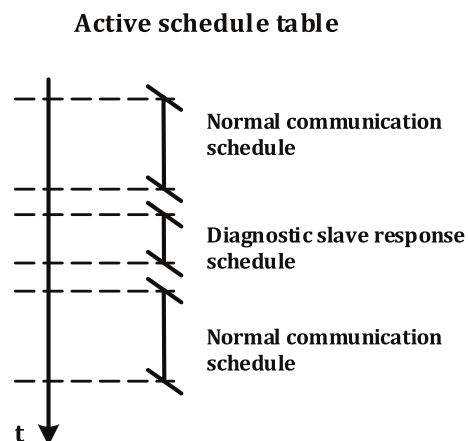 Active schedule table
Normal communication
schedule
Diagnostic slave response
schedule
Normal communication
schedule
t